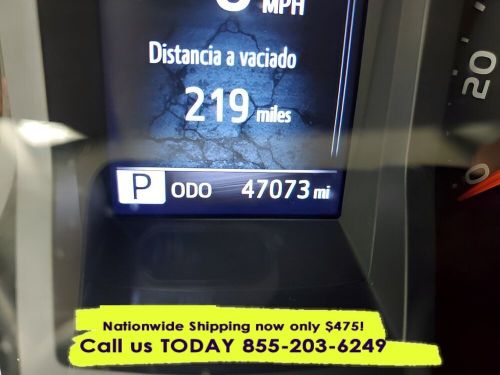 MPH
Distancia a vaciado
219 miles
P ODO 47073 mi
20
0
Nationwide Shipping now only $475!
Call us TODAY 855-203-6249